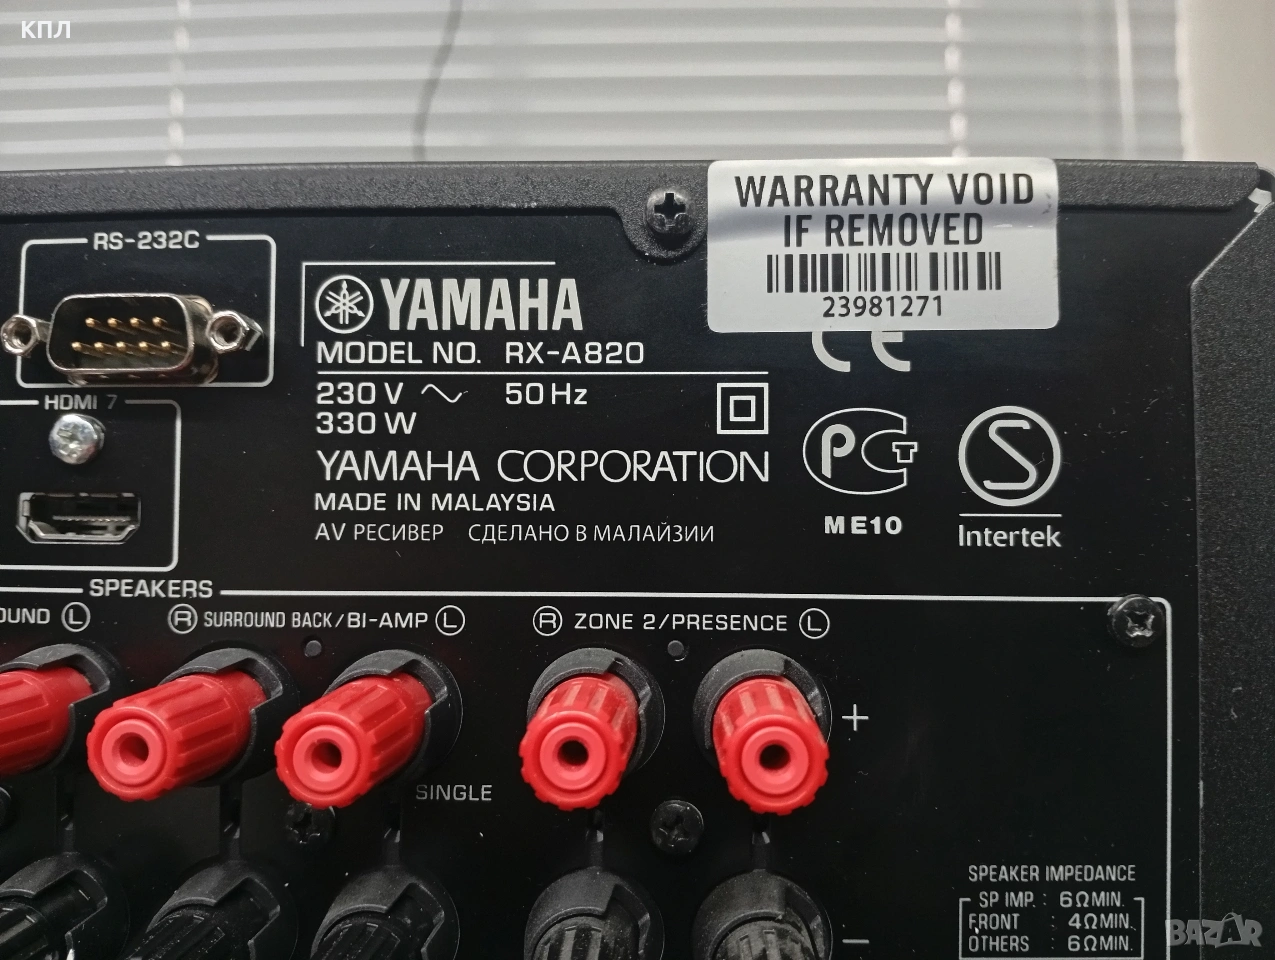 КПЛ
WARRANTY VOID
IF REMOVED
23981271
RS-232C
YAMAHA
MODEL NO. RX-A820
230 V ~ 50 Hz
330 W
YAMAHA CORPORATION
MADE IN MALAYSIA
AV РЕСИВЕР СДЕЛАНО В МАЛАЙЗИИ
CE
PCT
ME10
S
Intertek
HDMI 7
SPEAKERS
L
R SURROUND BACK/BI-AMP L
R ZONE 2/PRESENCE L
+
SINGLE
−
SPEAKER IMPEDANCE
SP IMP. : 6ΩMIN.
FRONT : 4ΩMIN.
OTHERS : 6ΩMIN.
BAZAR